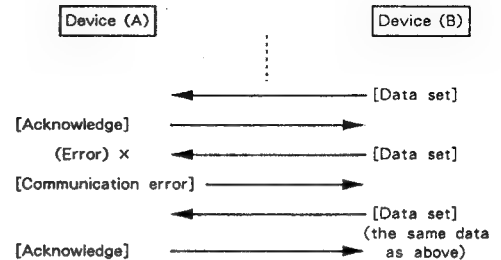 Device (A) Device (B)
[Data set]
[Acknowledge]
(Error) × [Data set]
[Communication error]
[Data set]
(the same data
[Acknowledge] as above)